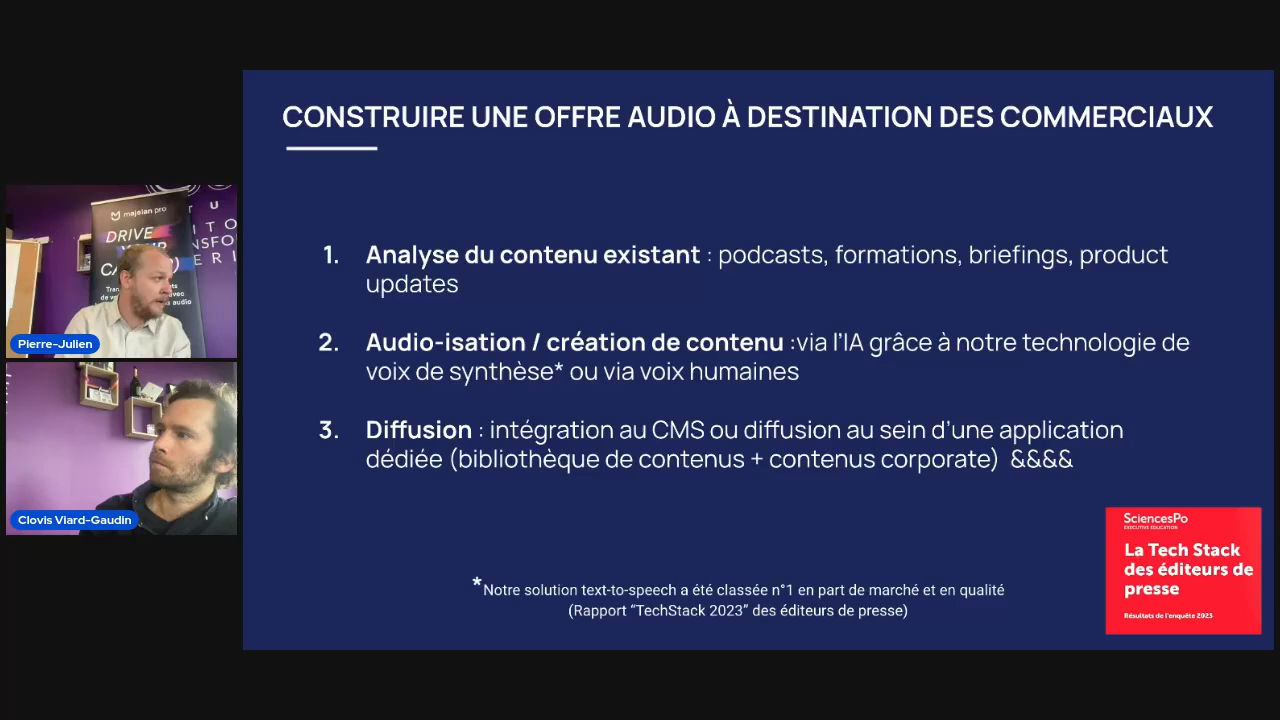 CONSTRUIRE UNE OFFRE AUDIO À DESTINATION DES COMMERCIAUX
1. Analyse du contenu existant : podcasts, formations, briefings, product
updates
2. Audio-isation / création de contenu :via l'IA grâce à notre technologie de
voix de synthèse* ou via voix humaines
3. Diffusion : intégration au CMS ou diffusion au sein d'une application
dédiée (bibliothèque de contenus + contenus corporate) &&&&
*Notre solution text-to-speech a été classée n°1 en part de marché et en qualité
(Rapport “TechStack 2023” des éditeurs de presse)
SciencesPo
EXECUTIVE EDUCATION
La Tech Stack
des éditeurs de
presse
Résultats de l'enquête 2023
majelan pro
DRIVE
Pierre-Julien
Clovis Viard-Gaudin